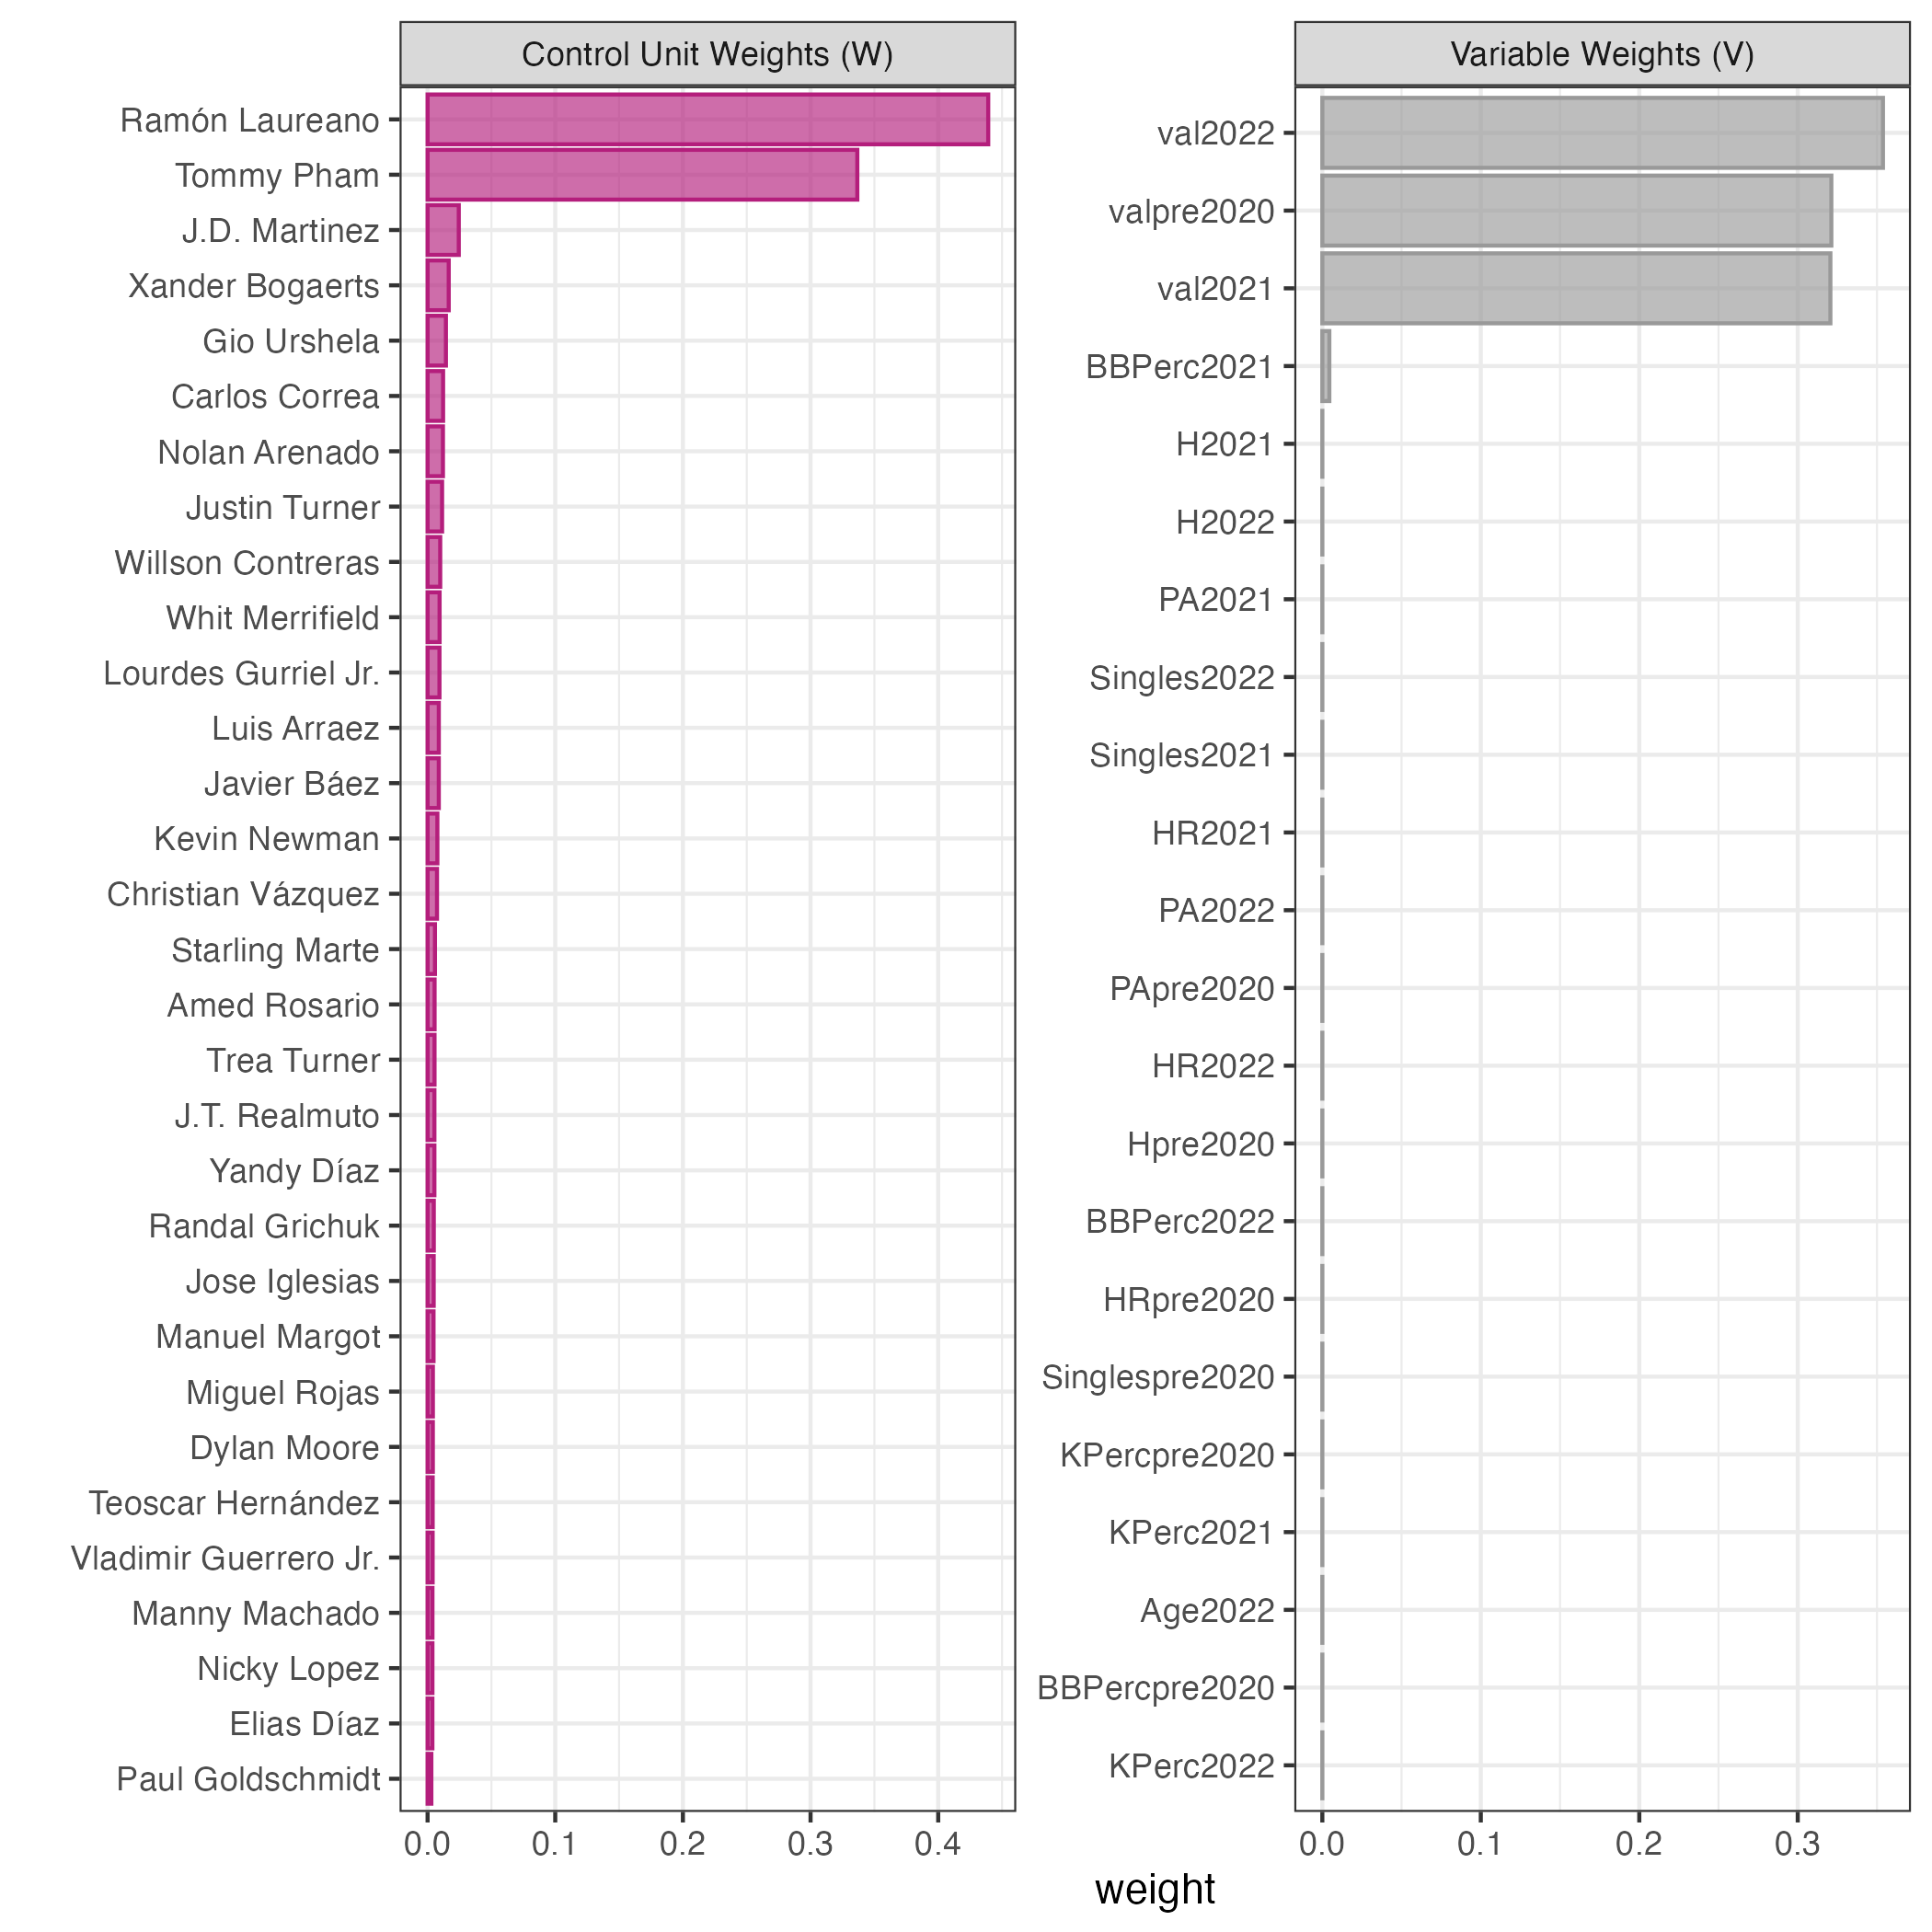 Control Unit Weights (W)
Ramón Laureano
Tommy Pham
J.D. Martinez
Xander Bogaerts
Gio Urshela
Carlos Correa
Nolan Arenado
Justin Turner
Willson Contreras
Whit Merrifield
Lourdes Gurriel Jr.
Luis Arraez
Javier Báez
Kevin Newman
Christian Vázquez
Starling Marte
Amed Rosario
Trea Turner
J.T. Realmuto
Yandy Díaz
Randal Grichuk
Jose Iglesias
Manuel Margot
Miguel Rojas
Dylan Moore
Teoscar Hernández
Vladimir Guerrero Jr.
Manny Machado
Nicky Lopez
Elias Díaz
Paul Goldschmidt
0.0 0.1 0.2 0.3 0.4
Variable Weights (V)
val2022
valpre2020
val2021
BBPerc2021
H2021
H2022
PA2021
Singles2022
Singles2021
HR2021
PA2022
PApre2020
HR2022
Hpre2020
BBPerc2022
HRpre2020
Singlespre2020
KPercpre2020
KPerc2021
Age2022
BBPercpre2020
KPerc2022
0.0 0.1 0.2 0.3
weight